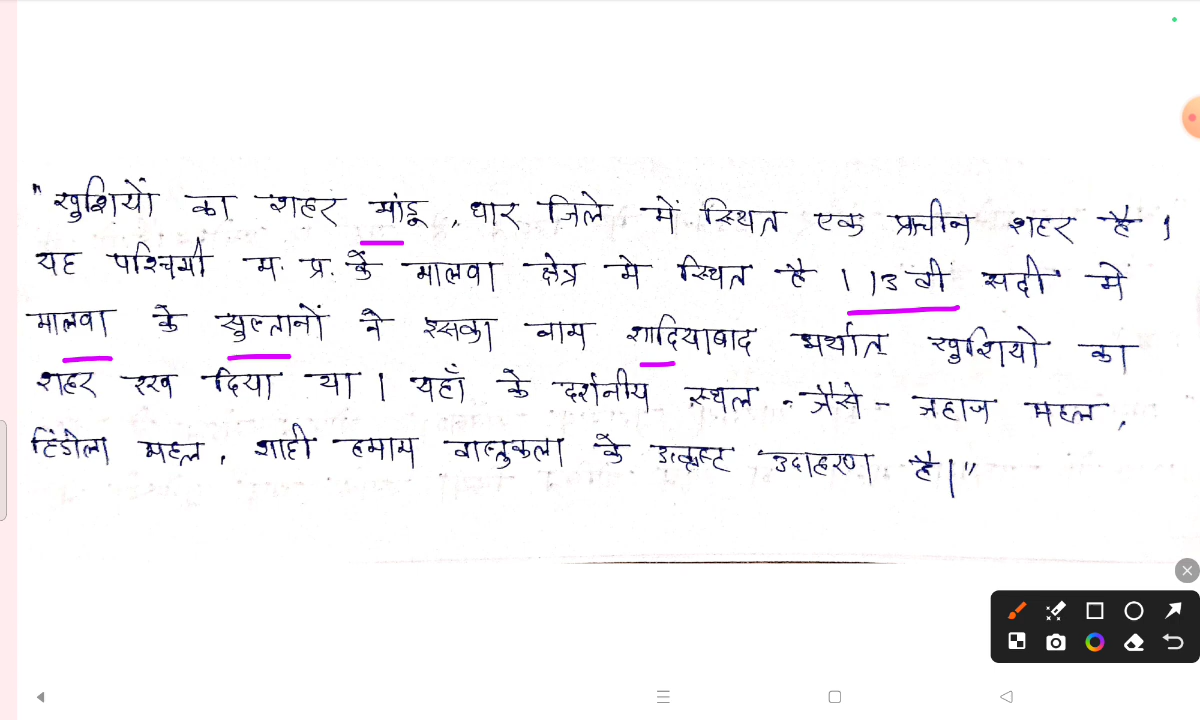 "खुशियों का शहर मांडू, धार जिले में स्थित एक प्राचीन शहर है ।
यह पश्चिमी म. प्र. के मालवा क्षेत्र मे स्थित है । 13 वी सदी में
मालवा के सुल्तानों ने इसका नाम शादियाबाद अर्थात् खुशियो का
शहर रख दिया था । यहाँ के दर्शनीय स्थल - जैसे - जहाज महल,
हिंडोला महल, शाही हमाम वास्तुकला के उत्कृष्ट उदाहरण है।"